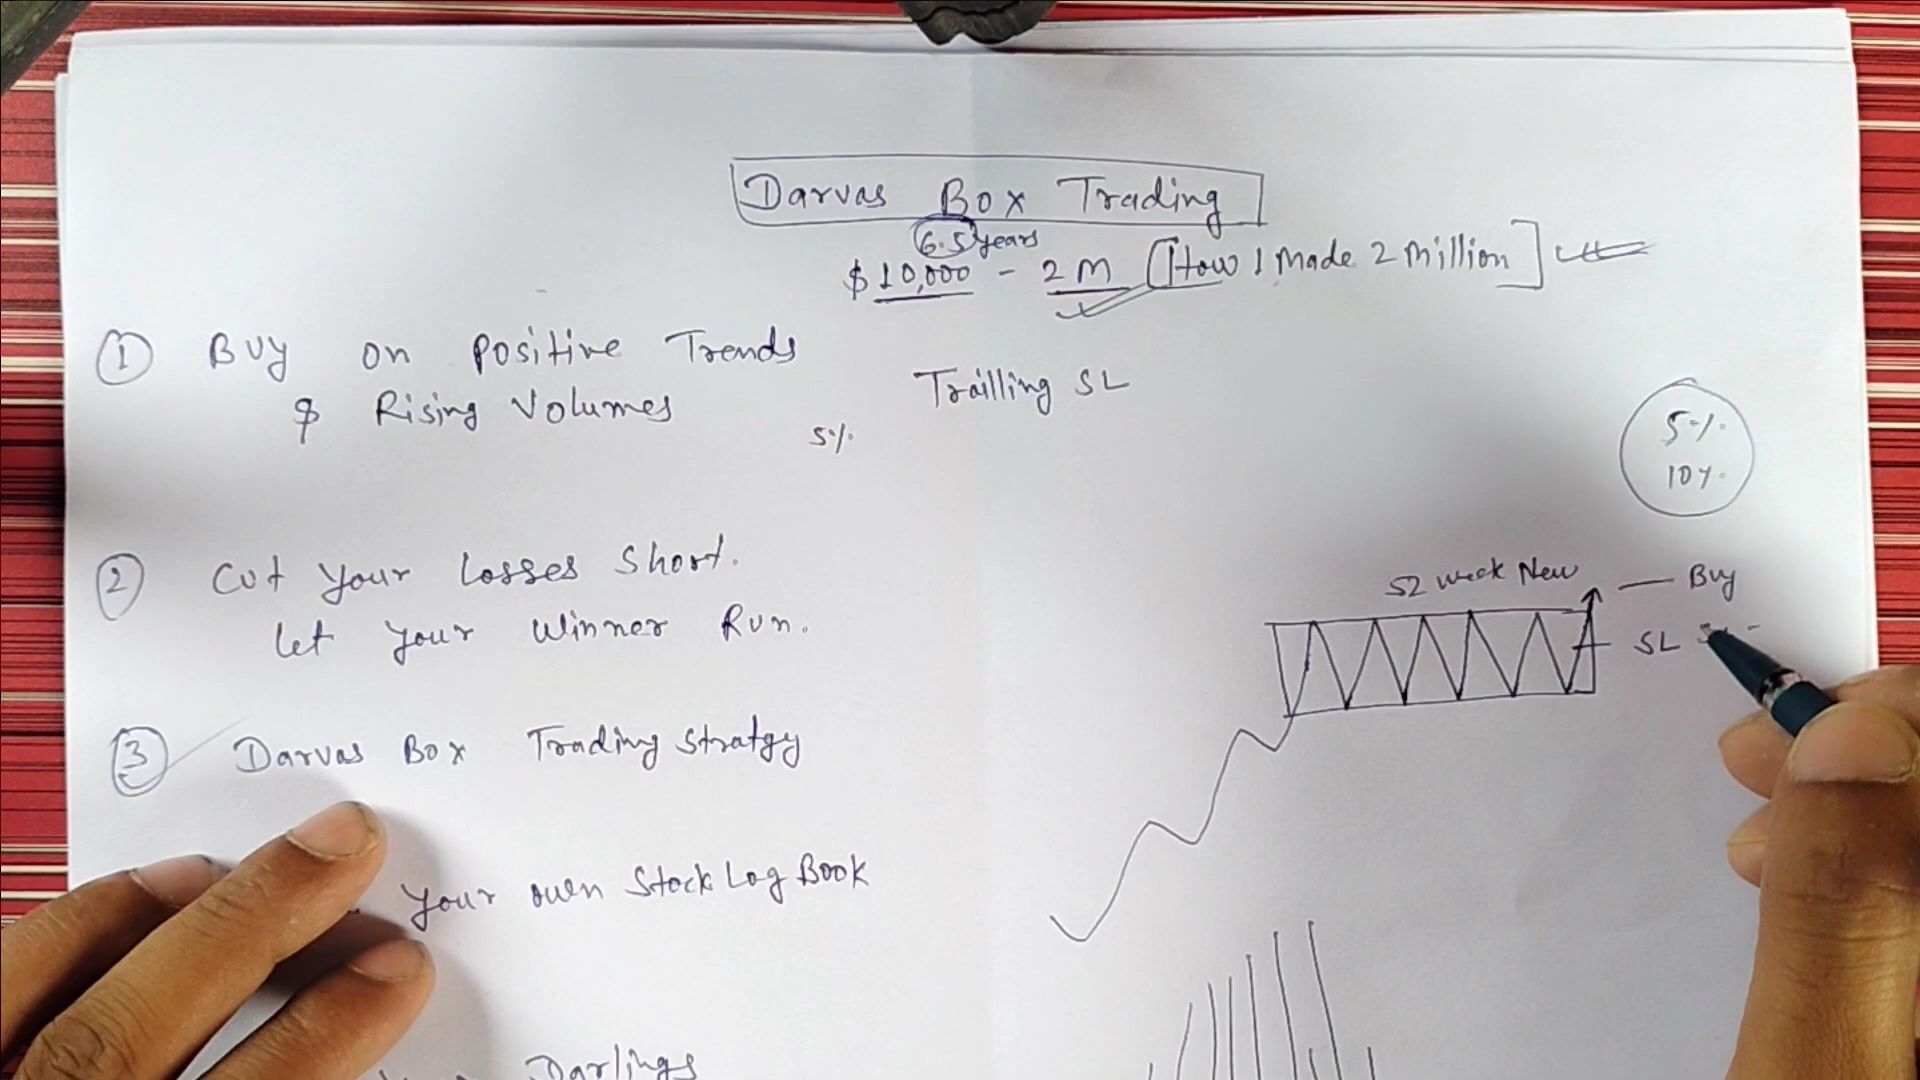 Darvas Box Trading
6.5 years
$ 10,000 - 2 M [How I Made 2 Million]
① Buy on Positive Trends
& Rising Volumes
Trailling SL
5%
5%
10%
② Cut your Losses Short.
Let your Winner Run.
52 week New
Buy
SL
③ Darvas Box Trading Stratgy
your own Stock Log Book
Darlings